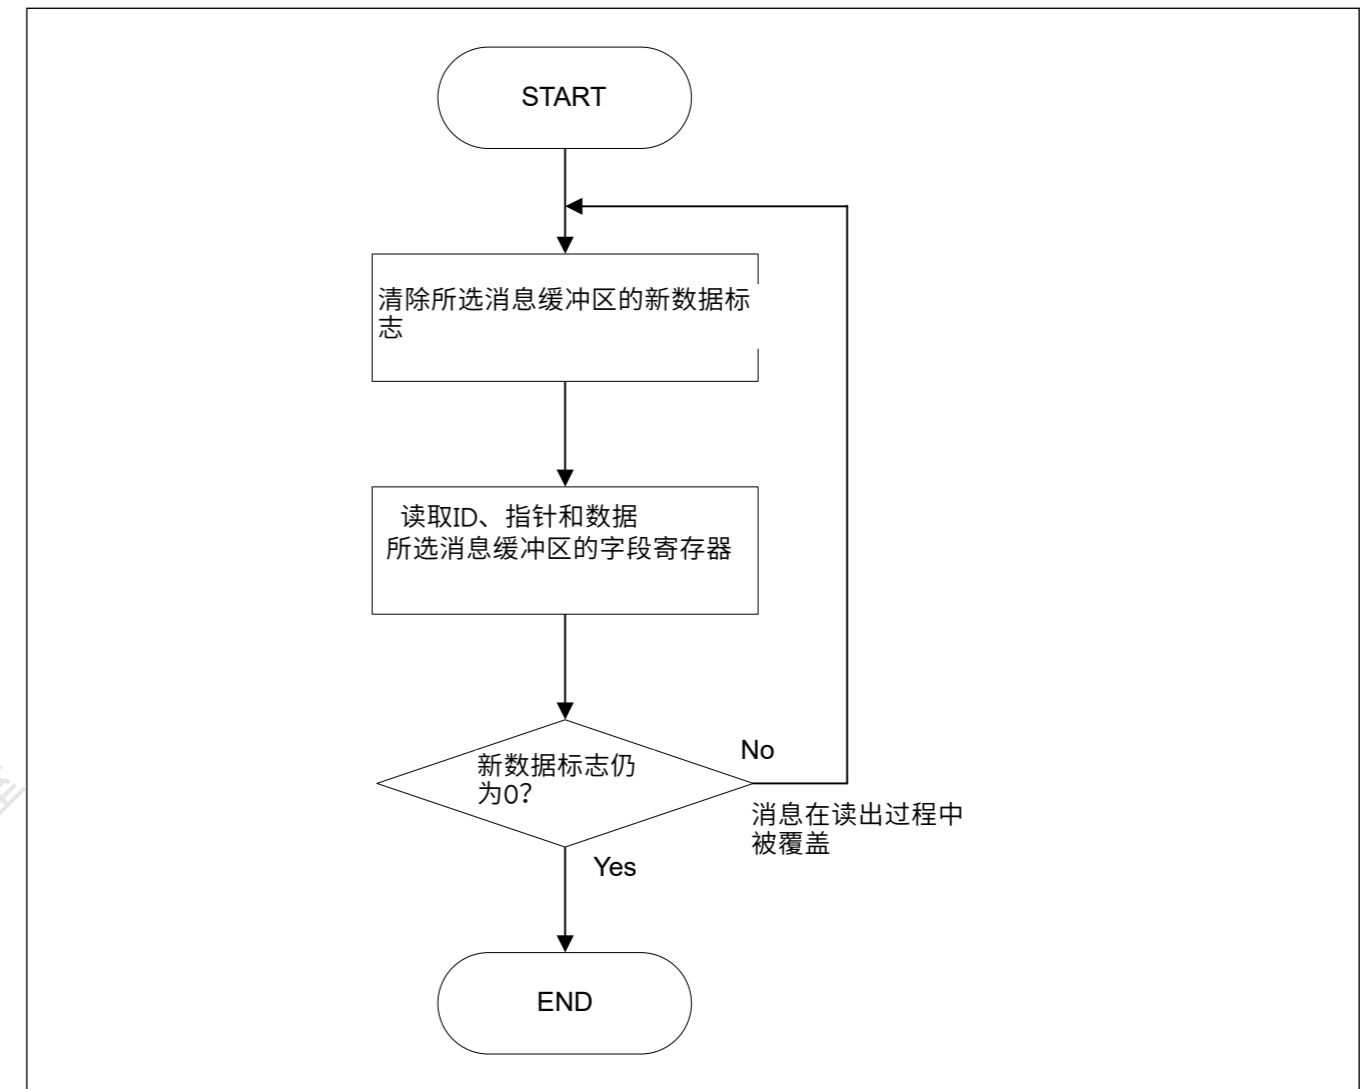 START
清除所选消息缓冲区的新数据标
志
读取ID、指针和数据
所选消息缓冲区的字段寄存器
新数据标志仍
为0？
No
消息在读出过程中
被覆盖
Yes
END